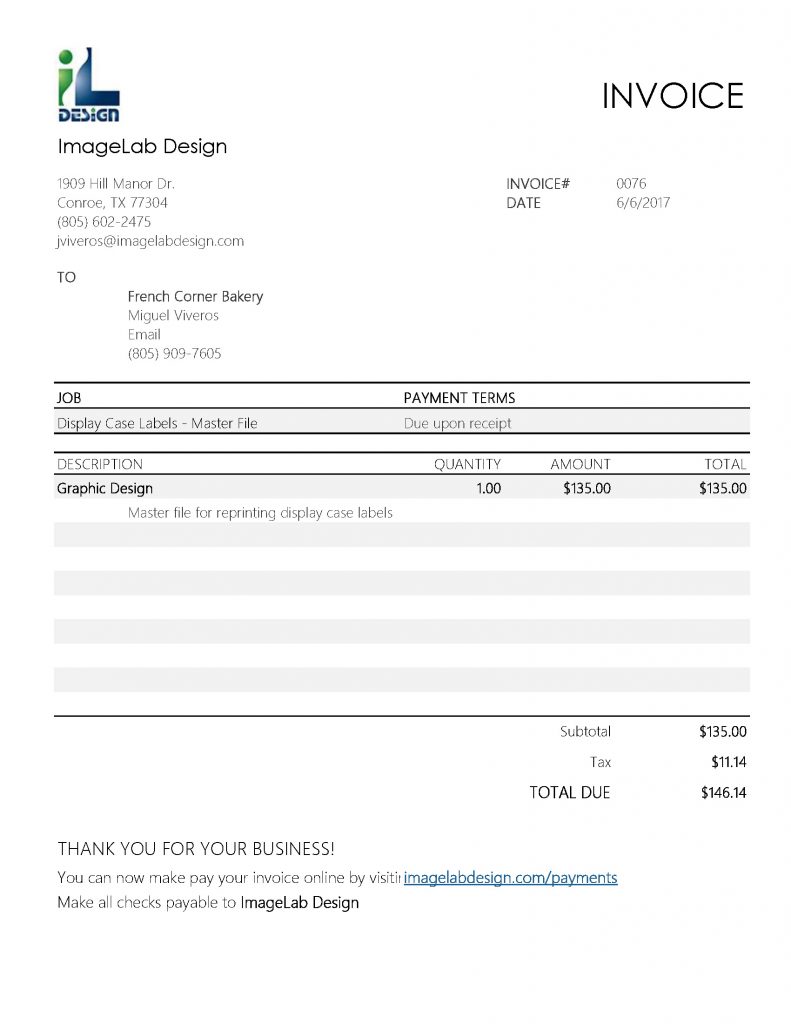 iL
DESIGN
INVOICE
ImageLab Design
1909 Hill Manor Dr.
Conroe, TX 77304
(805) 602-2475
jviveros@imagelabdesign.com
INVOICE# 0076
DATE 6/6/2017
TO
French Corner Bakery
Miguel Viveros
Email
(805) 909-7605
JOB PAYMENT TERMS
Display Case Labels - Master File Due upon receipt
DESCRIPTION QUANTITY AMOUNT TOTAL
Graphic Design 1.00 $135.00 $135.00
Master file for reprinting display case labels
Subtotal $135.00
Tax $11.14
TOTAL DUE $146.14
THANK YOU FOR YOUR BUSINESS!
You can now make pay your invoice online by visitir imagelabdesign.com/payments
Make all checks payable to ImageLab Design